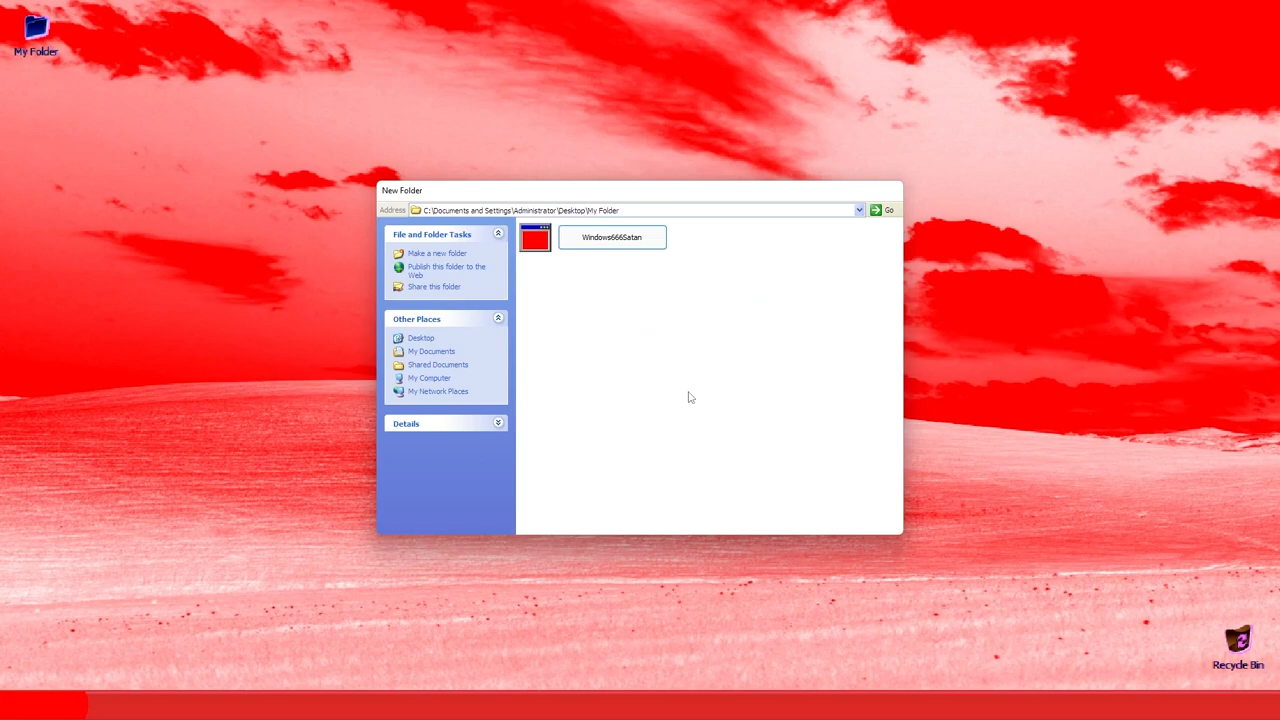 My Folder
New Folder
Address C:\Documents and Settings\Administrator\Desktop\My Folder Go
File and Folder Tasks
Make a new folder
Publish this folder to the
Web
Share this folder
Other Places
Desktop
My Documents
Shared Documents
My Computer
My Network Places
Details
Windows666Satan
Recycle Bin